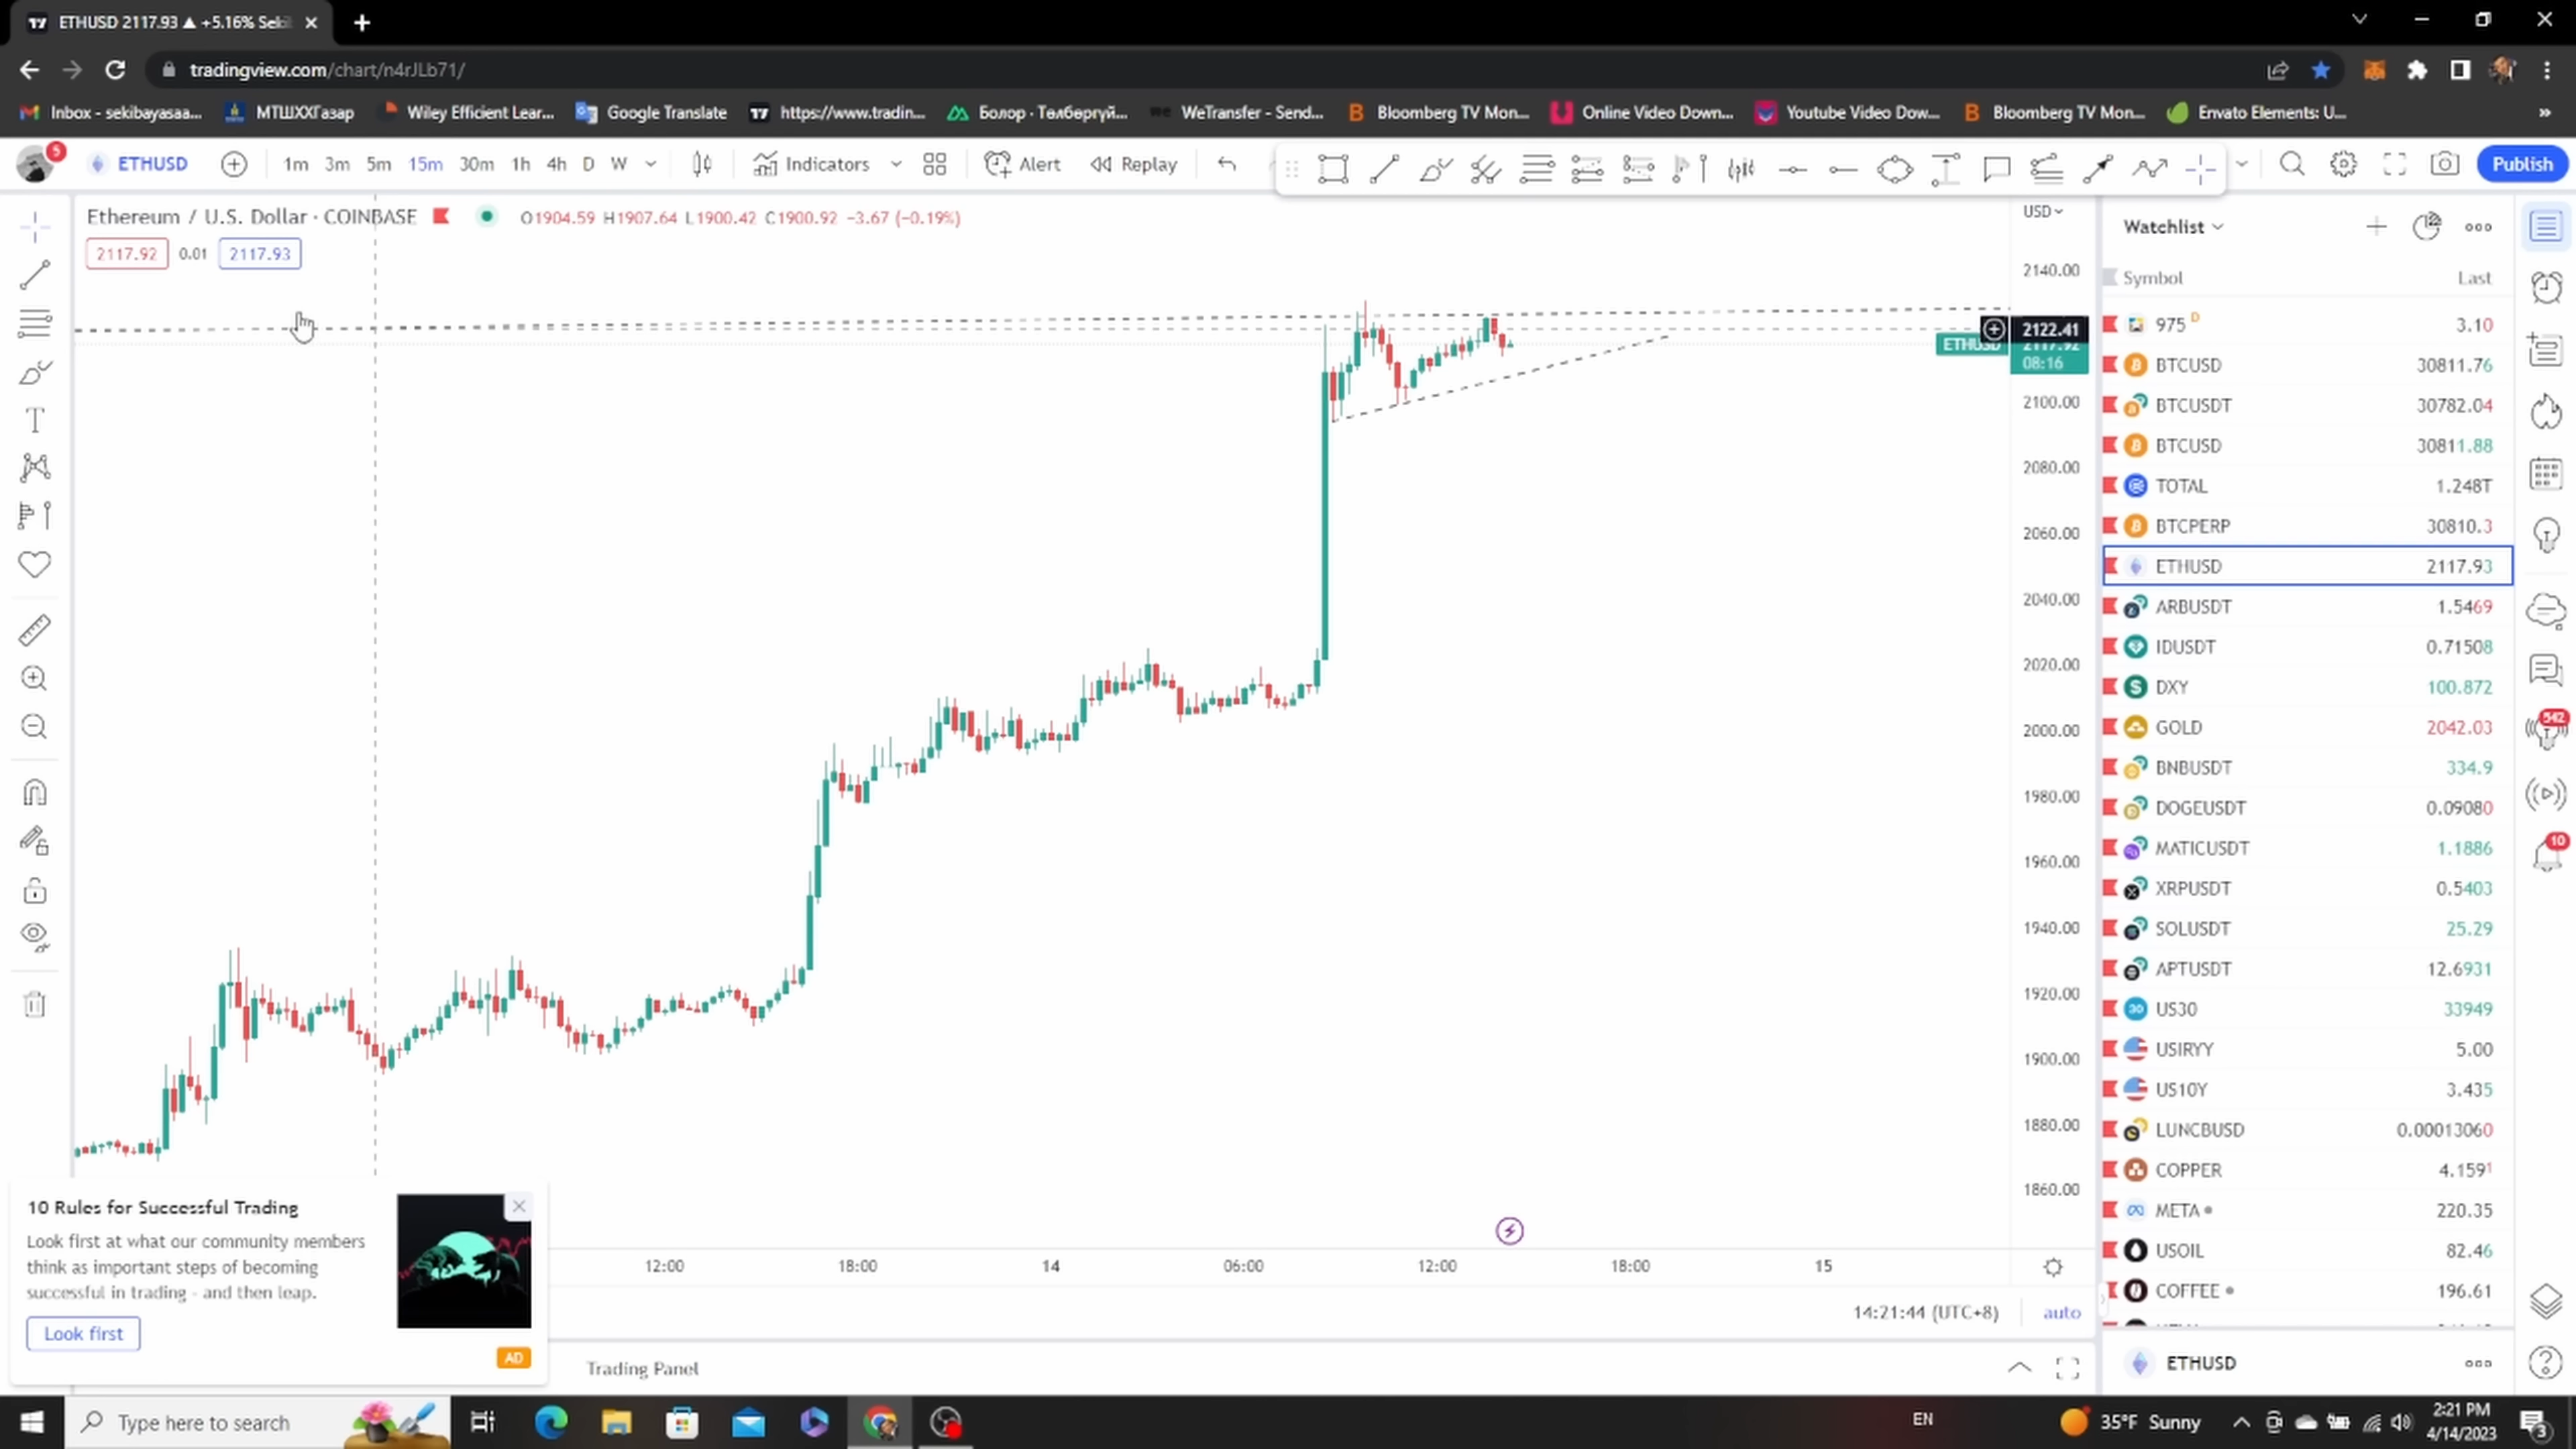 ETHUSD 2117.93 ▲ +5.16% Seki
tradingview.com/chart/n4rJLb71/
Inbox - sekibayasaa...
МТШХХГазар
Wiley Efficient Lear...
Google Translate
https://www.tradin...
Болор · Төлбөргүй...
WeTransfer - Send...
Bloomberg TV Mon...
Online Video Down...
Youtube Video Dow...
Bloomberg TV Mon...
Envato Elements: U...
»
5
ETHUSD
1m 3m 5m 15m 30m 1h 4h D W
Indicators
Alert
Replay
Publish
Ethereum / U.S. Dollar · COINBASE
O1904.59 H1907.64 L1900.42 C1900.92 −3.67 (−0.19%)
2117.92 0.01 2117.93
USD
2140.00
2122.41
ETHUSD 2117.92
08:16
2100.00
2080.00
2060.00
2040.00
2020.00
2000.00
1980.00
1960.00
1940.00
1920.00
1900.00
1880.00
1860.00
12:00 18:00 14 06:00 12:00 18:00 15
14:21:44 (UTC+8)
auto
Trading Panel
10 Rules for Successful Trading
Look first at what our community members
think as important steps of becoming
successful in trading - and then leap.
Look first
AD
Watchlist
Symbol Last
975 D 3.10
BTCUSD 30811.76
BTCUSDT 30782.04
BTCUSD 30811.88
TOTAL 1.248T
BTCPERP 30810.3
ETHUSD 2117.93
ARBUSDT 1.5469
IDUSDT 0.71508
DXY 100.872
GOLD 2042.03
BNBUSDT 334.9
DOGEUSDT 0.09080
MATICUSDT 1.1886
XRPUSDT 0.5403
SOLUSDT 25.29
APTUSDT 12.6931
US30 33949
USIRYY 5.00
US10Y 3.435
LUNCBUSD 0.00013060
COPPER 4.159¹
META 220.35
USOIL 82.46
COFFEE 196.61
ETHUSD
542
10
Type here to search
EN
35°F Sunny
2:21 PM
4/14/2023
3